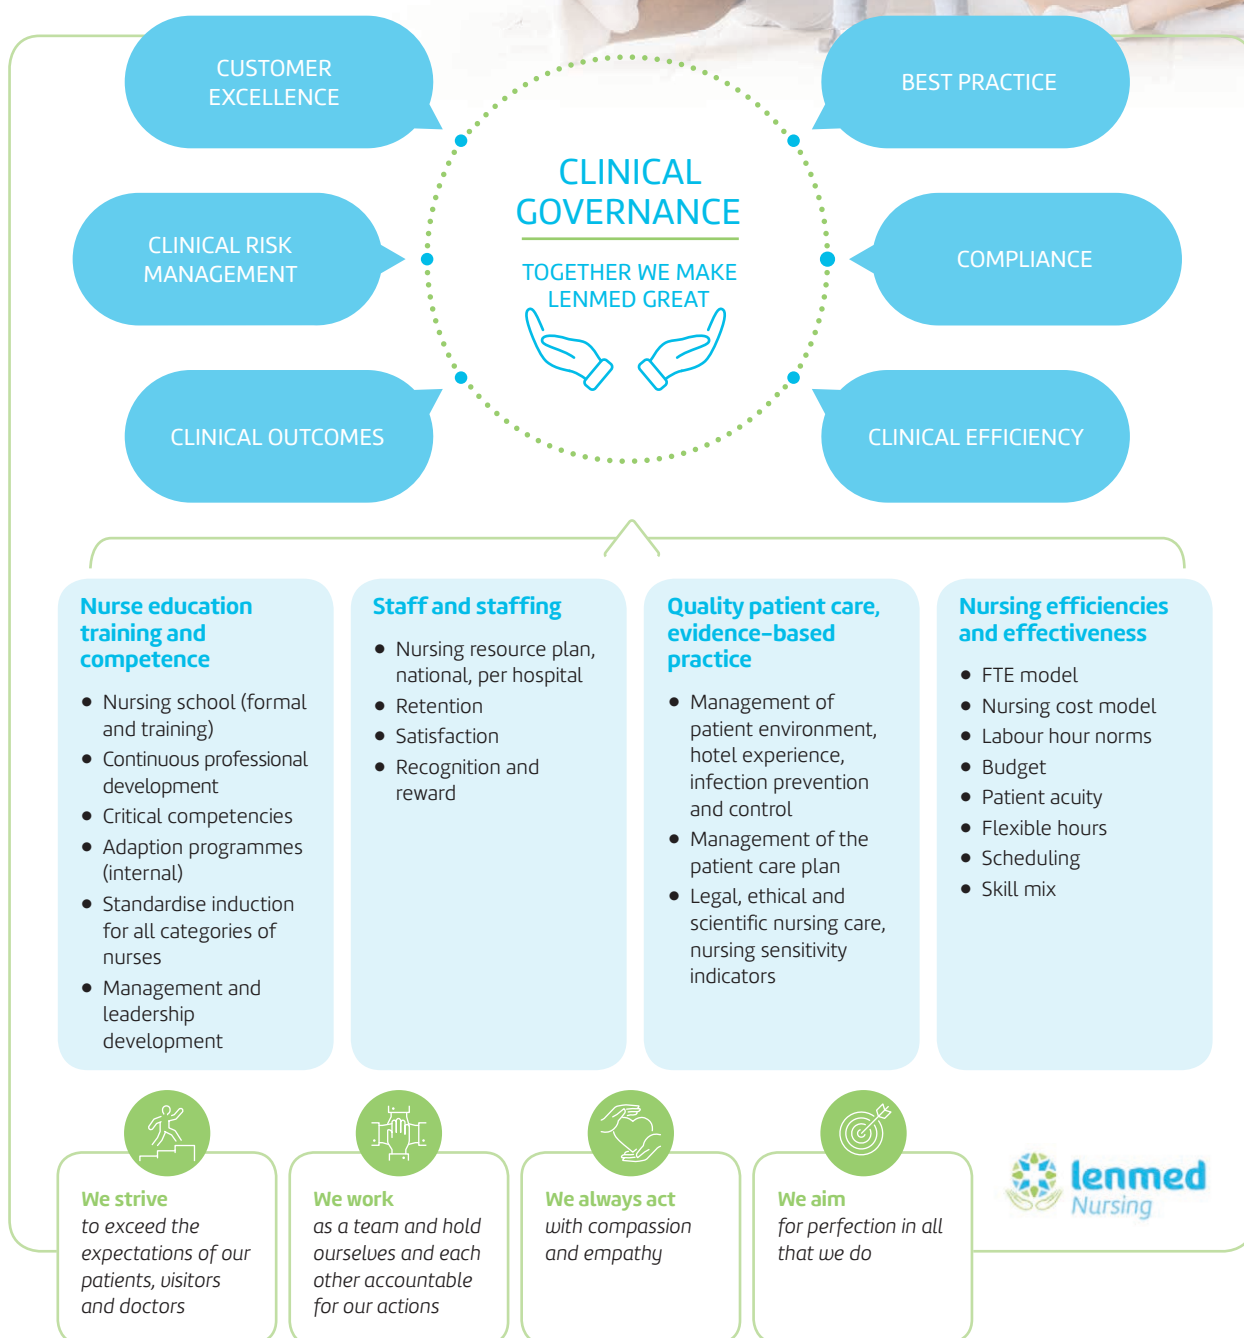 CUSTOMER
EXCELLENCE
BEST PRACTICE
CLINICAL
GOVERNANCE
TOGETHER WE MAKE
LENMED GREAT
CLINICAL RISK
MANAGEMENT
COMPLIANCE
CLINICAL OUTCOMES
CLINICAL EFFICIENCY
Nurse education
training and
competence
• Nursing school (formal
and training)
• Continuous professional
development
• Critical competencies
• Adaption programmes
(internal)
• Standardise induction
for all categories of
nurses
• Management and
leadership
development
Staff and staffing
• Nursing resource plan,
national, per hospital
• Retention
• Satisfaction
• Recognition and
reward
Quality patient care,
evidence-based
practice
• Management of
patient environment,
hotel experience,
infection prevention
and control
• Management of the
patient care plan
• Legal, ethical and
scientific nursing care,
nursing sensitivity
indicators
Nursing efficiencies
and effectiveness
• FTE model
• Nursing cost model
• Labour hour norms
• Budget
• Patient acuity
• Flexible hours
• Scheduling
• Skill mix
We strive
to exceed the
expectations of our
patients, visitors
and doctors
We work
as a team and hold
ourselves and each
other accountable
for our actions
We always act
with compassion
and empathy
We aim
for perfection in all
that we do
lenmed
Nursing